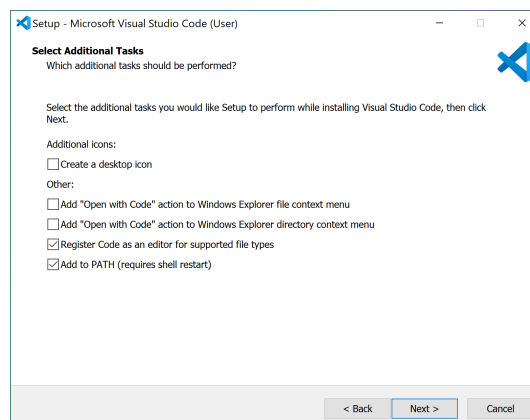 Setup - Microsoft Visual Studio Code (User)
Select Additional Tasks
Which additional tasks should be performed?
Select the additional tasks you would like Setup to perform while installing Visual Studio Code, then click
Next.
Additional icons:
Create a desktop icon
Other:
Add "Open with Code" action to Windows Explorer file context menu
Add "Open with Code" action to Windows Explorer directory context menu
Register Code as an editor for supported file types
Add to PATH (requires shell restart)
< Back Next > Cancel